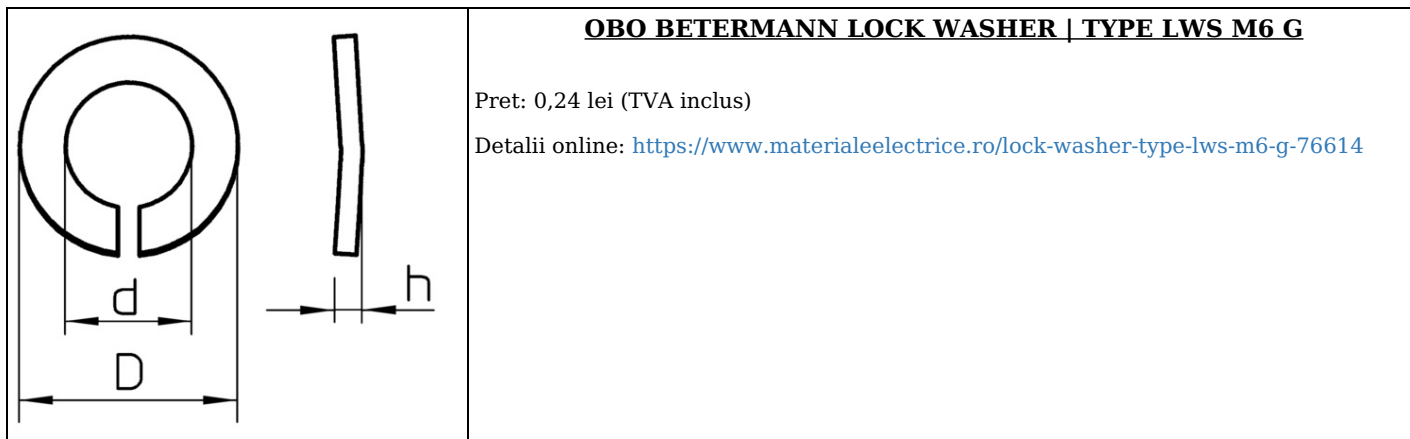 OBO BETERMANN LOCK WASHER | TYPE LWS M6 G
Pret: 0,24 lei (TVA inclus)
Detalii online: https://www.materialeelectrice.ro/lock-washer-type-lws-m6-g-76614
d
h
D